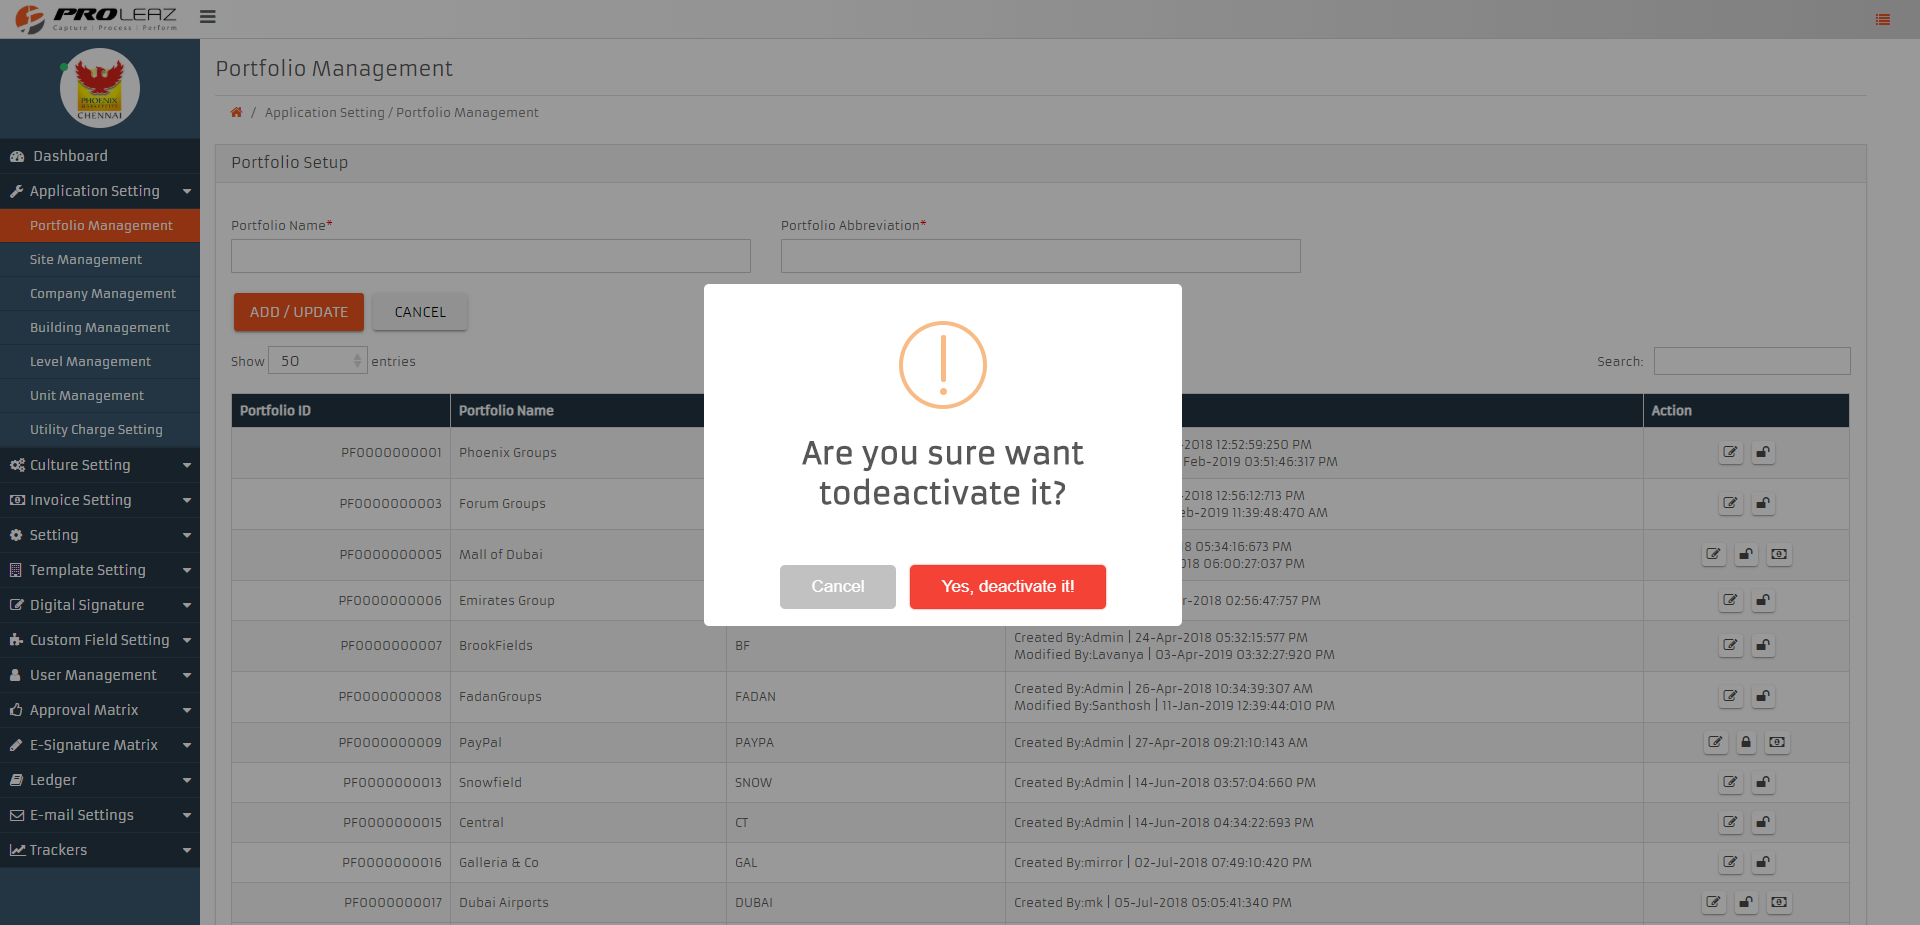 PROLEAZ
Capture | Process | Perform
PHOENIX
MARKETCITY
CHENNAI
Dashboard
Application Setting
Portfolio Management
Site Management
Company Management
Building Management
Level Management
Unit Management
Utility Charge Setting
Culture Setting
Invoice Setting
Setting
Template Setting
Digital Signature
Custom Field Setting
User Management
Approval Matrix
E-Signature Matrix
Ledger
E-mail Settings
Trackers
Portfolio Management
/ Application Setting / Portfolio Management
Portfolio Setup
Portfolio Name* Portfolio Abbreviation*
ADD / UPDATE CANCEL
Show 50 entries Search:
Are you sure want
todeactivate it?
Cancel Yes, deactivate it!
Portfolio ID Portfolio Name Action
PF0000000001 Phoenix Groups -2018 12:52:59:250 PM
Feb-2019 03:51:46:317 PM
PF0000000003 Forum Groups -2018 12:56:12:713 PM
eb-2019 11:39:48:470 AM
PF0000000005 Mall of Dubai 18 05:34:16:673 PM
018 06:00:27:037 PM
PF0000000006 Emirates Group r-2018 02:56:47:757 PM
PF0000000007 BrookFields BF Created By:Admin | 24-Apr-2018 05:32:15:577 PM
Modified By:Lavanya | 03-Apr-2019 03:32:27:920 PM
PF0000000008 FadanGroups FADAN Created By:Admin | 26-Apr-2018 10:34:39:307 AM
Modified By:Santhosh | 11-Jan-2019 12:39:44:010 PM
PF0000000009 PayPal PAYPA Created By:Admin | 27-Apr-2018 09:21:10:143 AM
PF0000000013 Snowfield SNOW Created By:Admin | 14-Jun-2018 03:57:04:660 PM
PF0000000015 Central CT Created By:Admin | 14-Jun-2018 04:34:22:693 PM
PF0000000016 Galleria & Co GAL Created By:mirror | 02-Jul-2018 07:49:10:420 PM
PF0000000017 Dubai Airports DUBAI Created By:mk | 05-Jul-2018 05:05:41:340 PM